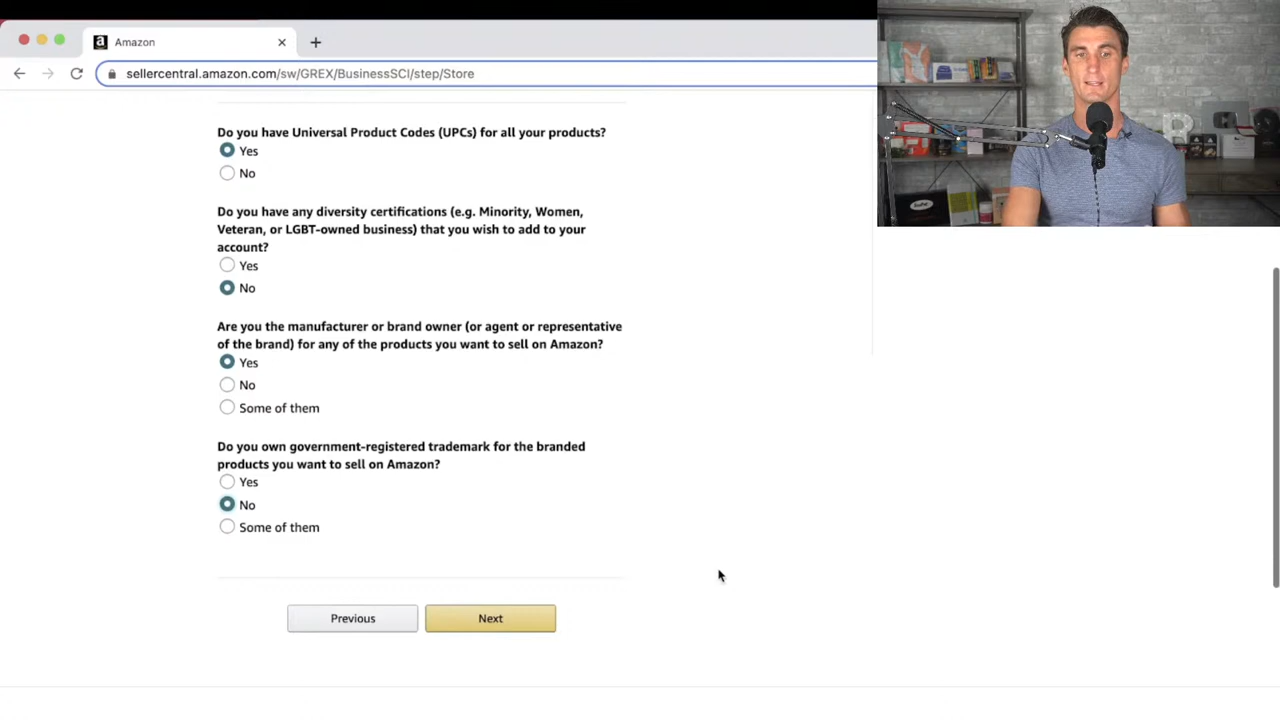 Amazon
sellercentral.amazon.com/sw/GREX/BusinessSCI/step/Store
Do you have Universal Product Codes (UPCs) for all your products?
Yes
No
Do you have any diversity certifications (e.g. Minority, Women,
Veteran, or LGBT-owned business) that you wish to add to your
account?
Yes
No
Are you the manufacturer or brand owner (or agent or representative
of the brand) for any of the products you want to sell on Amazon?
Yes
No
Some of them
Do you own government-registered trademark for the branded
products you want to sell on Amazon?
Yes
No
Some of them
Previous
Next